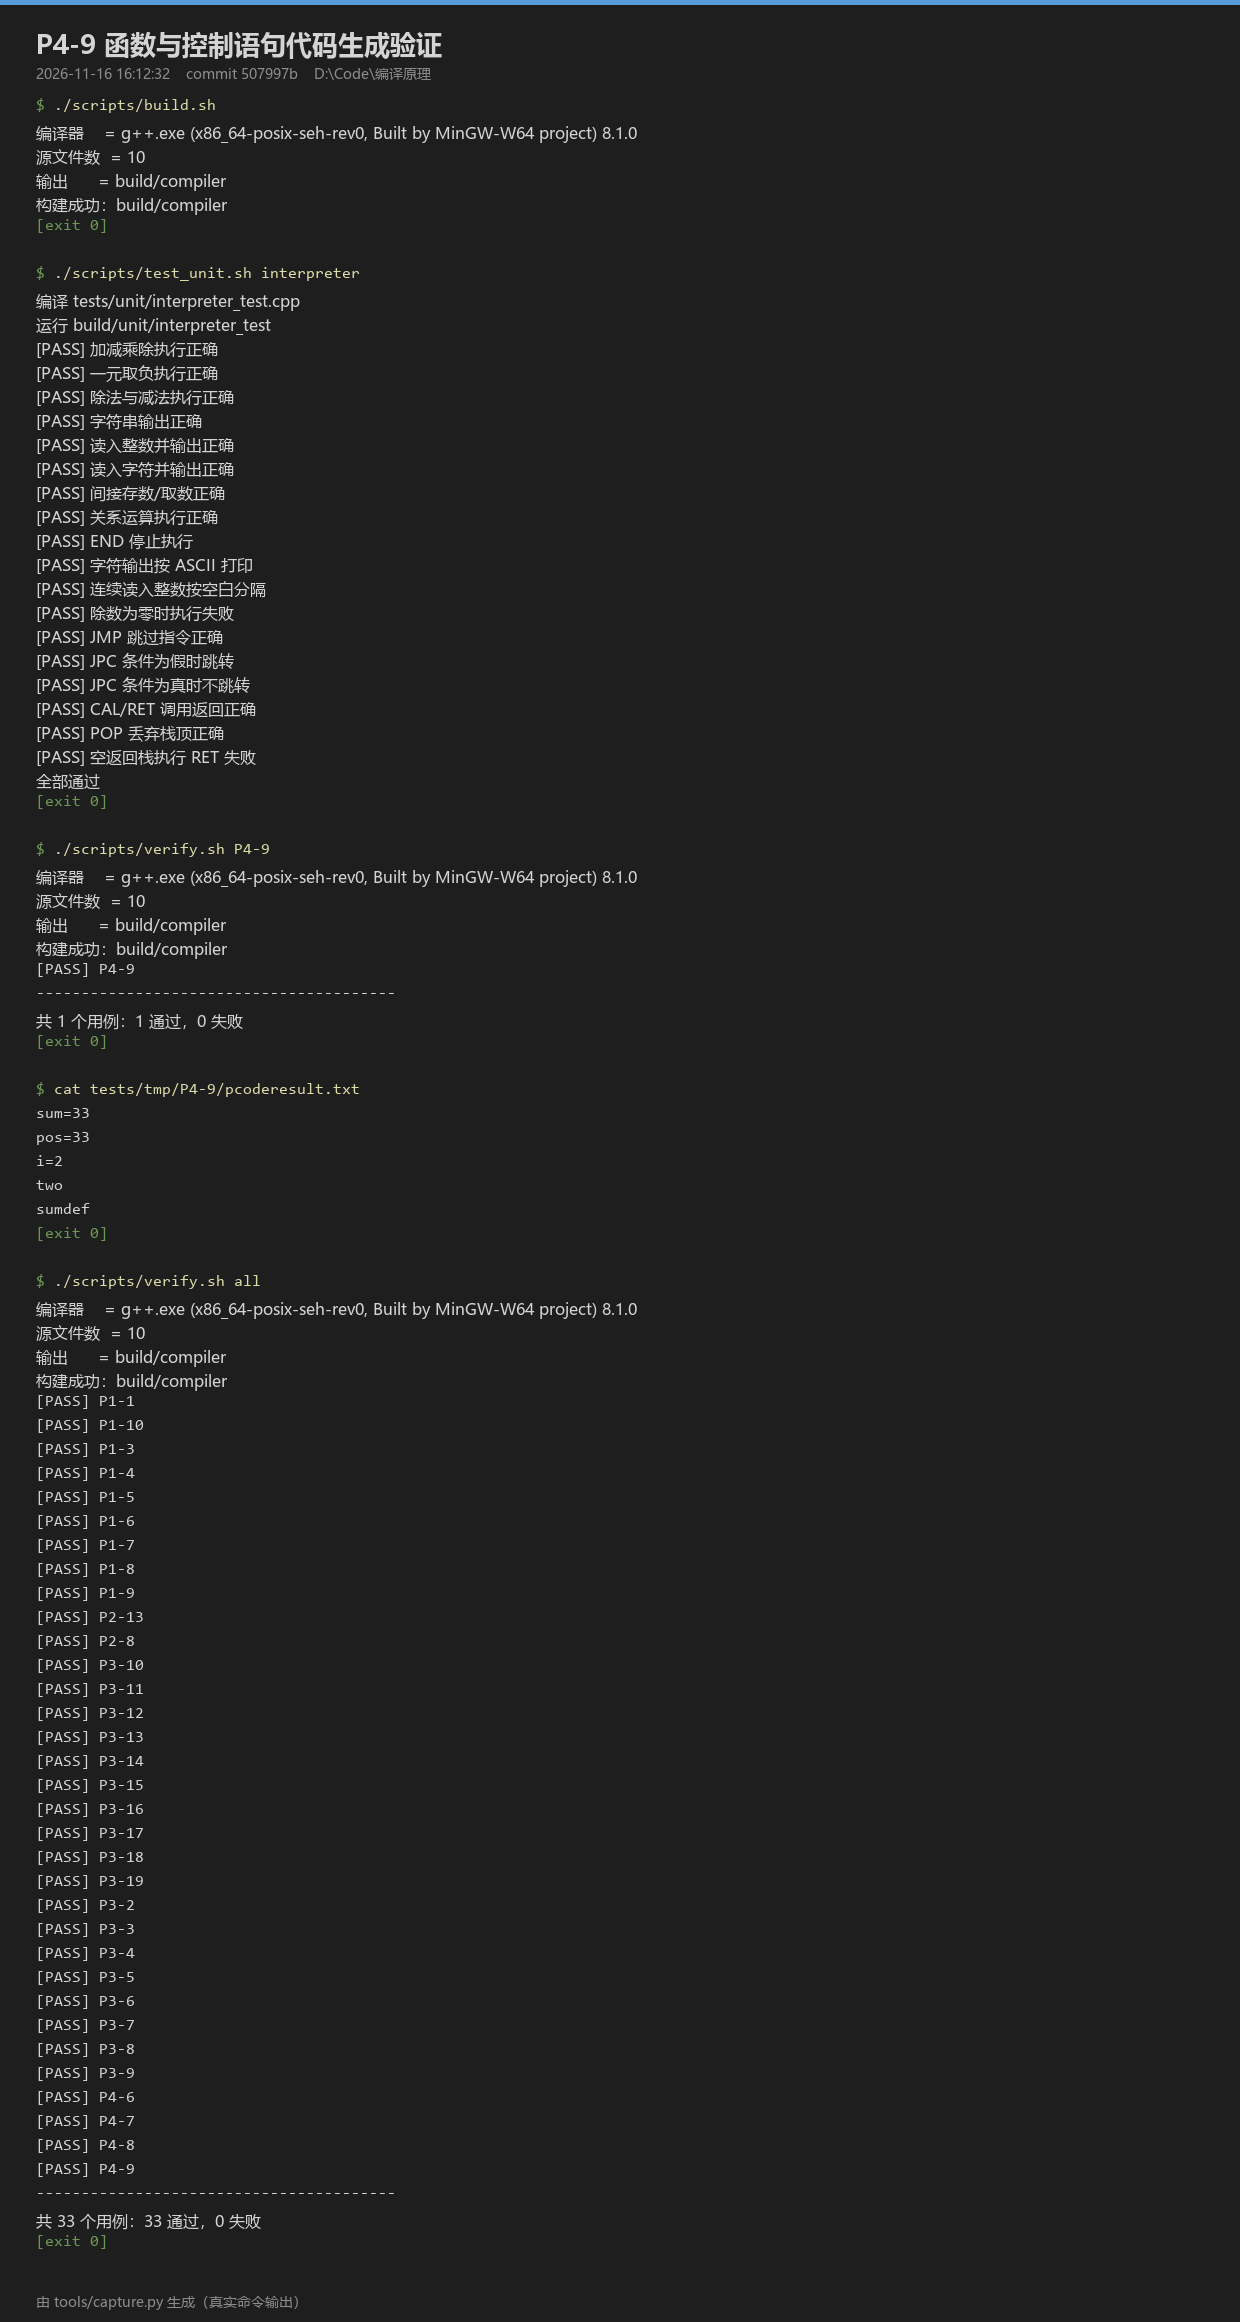 P4-9 函数与控制语句代码生成验证
2026-11-16 16:12:32 commit 507997b D:\Code\编译原理
$ ./scripts/build.sh
编译器 = g++.exe (x86_64-posix-seh-rev0, Built by MinGW-W64 project) 8.1.0
源文件数 = 10
输出 = build/compiler
构建成功：build/compiler
[exit 0]
$ ./scripts/test_unit.sh interpreter
编译 tests/unit/interpreter_test.cpp
运行 build/unit/interpreter_test
[PASS] 加减乘除执行正确
[PASS] 一元取负执行正确
[PASS] 除法与减法执行正确
[PASS] 字符串输出正确
[PASS] 读入整数并输出正确
[PASS] 读入字符并输出正确
[PASS] 间接存数/取数正确
[PASS] 关系运算执行正确
[PASS] END 停止执行
[PASS] 字符输出按 ASCII 打印
[PASS] 连续读入整数按空白分隔
[PASS] 除数为零时执行失败
[PASS] JMP 跳过指令正确
[PASS] JPC 条件为假时跳转
[PASS] JPC 条件为真时不跳转
[PASS] CAL/RET 调用返回正确
[PASS] POP 丢弃栈顶正确
[PASS] 空返回栈执行 RET 失败
全部通过
[exit 0]
$ ./scripts/verify.sh P4-9
编译器 = g++.exe (x86_64-posix-seh-rev0, Built by MinGW-W64 project) 8.1.0
源文件数 = 10
输出 = build/compiler
构建成功：build/compiler
[PASS] P4-9
----------------------------------------
共 1 个用例：1 通过，0 失败
[exit 0]
$ cat tests/tmp/P4-9/pcoderesult.txt
sum=33
pos=33
i=2
two
sumdef
[exit 0]
$ ./scripts/verify.sh all
编译器 = g++.exe (x86_64-posix-seh-rev0, Built by MinGW-W64 project) 8.1.0
源文件数 = 10
输出 = build/compiler
构建成功：build/compiler
[PASS] P1-1
[PASS] P1-10
[PASS] P1-3
[PASS] P1-4
[PASS] P1-5
[PASS] P1-6
[PASS] P1-7
[PASS] P1-8
[PASS] P1-9
[PASS] P2-13
[PASS] P2-8
[PASS] P3-10
[PASS] P3-11
[PASS] P3-12
[PASS] P3-13
[PASS] P3-14
[PASS] P3-15
[PASS] P3-16
[PASS] P3-17
[PASS] P3-18
[PASS] P3-19
[PASS] P3-2
[PASS] P3-3
[PASS] P3-4
[PASS] P3-5
[PASS] P3-6
[PASS] P3-7
[PASS] P3-8
[PASS] P3-9
[PASS] P4-6
[PASS] P4-7
[PASS] P4-8
[PASS] P4-9
----------------------------------------
共 33 个用例：33 通过，0 失败
[exit 0]
由 tools/capture.py 生成（真实命令输出）